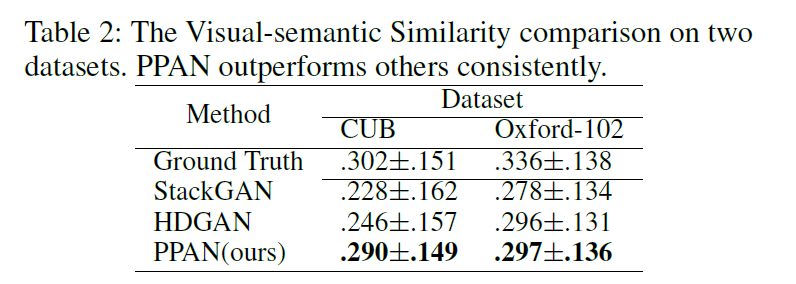 Table 2: The Visual-semantic Similarity comparison on two
datasets. PPAN outperforms others consistently.
Method Dataset
CUB Oxford-102
Ground Truth .302±.151 .336±.138
StackGAN .228±.162 .278±.134
HDGAN .246±.157 .296±.131
PPAN(ours) .290±.149 .297±.136